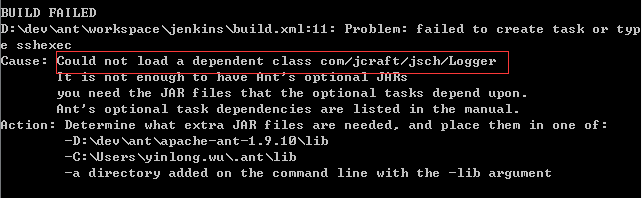 BUILD FAILED
D:\dev\ant\workspace\jenkins\build.xml:11: Problem: failed to create task or typ
e sshexec
Cause: Could not load a dependent class com/jcraft/jsch/Logger
It is not enough to have Ant's optional JARs
you need the JAR files that the optional tasks depend upon.
Ant's optional task dependencies are listed in the manual.
Action: Determine what extra JAR files are needed, and place them in one of:
-D:\dev\ant\apache-ant-1.9.10\lib
-C:\Users\yinlong.wu\.ant\lib
-a directory added on the command line with the -lib argument